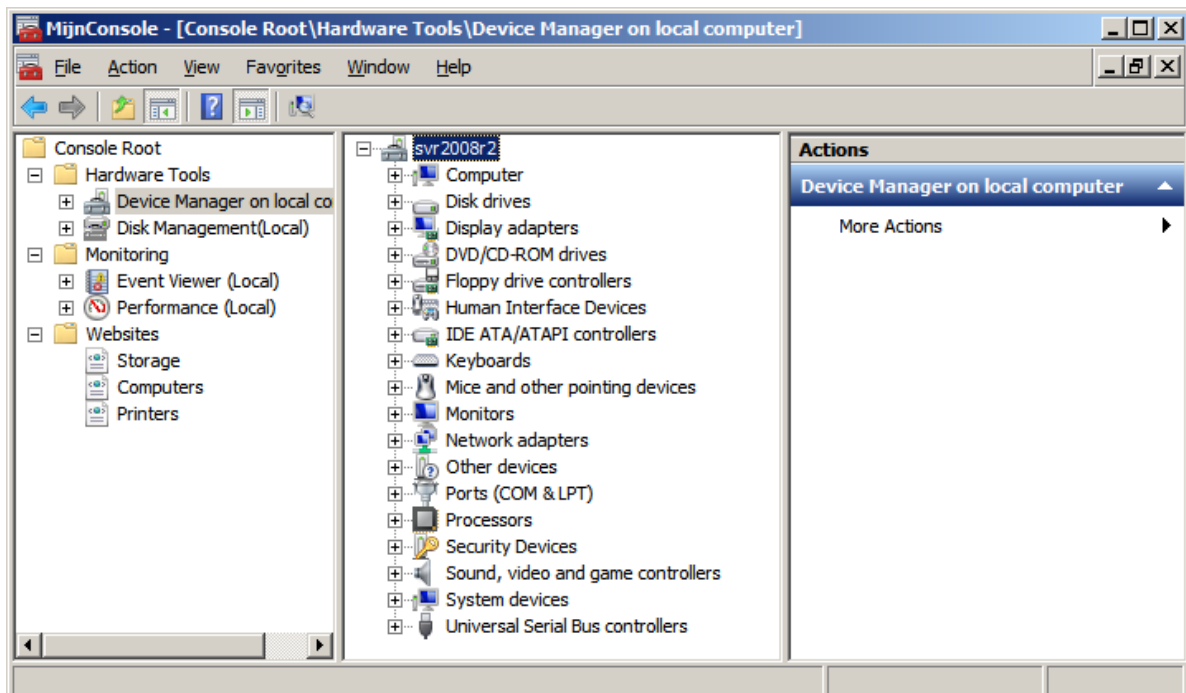 MijnConsole - [Console Root\Hardware Tools\Device Manager on local computer]
File Action View Favorites Window Help
Console Root
Hardware Tools
Device Manager on local co
Disk Management(Local)
Monitoring
Event Viewer (Local)
Performance (Local)
Websites
Storage
Computers
Printers
svr2008r2
Computer
Disk drives
Display adapters
DVD/CD-ROM drives
Floppy drive controllers
Human Interface Devices
IDE ATA/ATAPI controllers
Keyboards
Mice and other pointing devices
Monitors
Network adapters
Other devices
Ports (COM & LPT)
Processors
Security Devices
Sound, video and game controllers
System devices
Universal Serial Bus controllers
Actions
Device Manager on local computer
More Actions